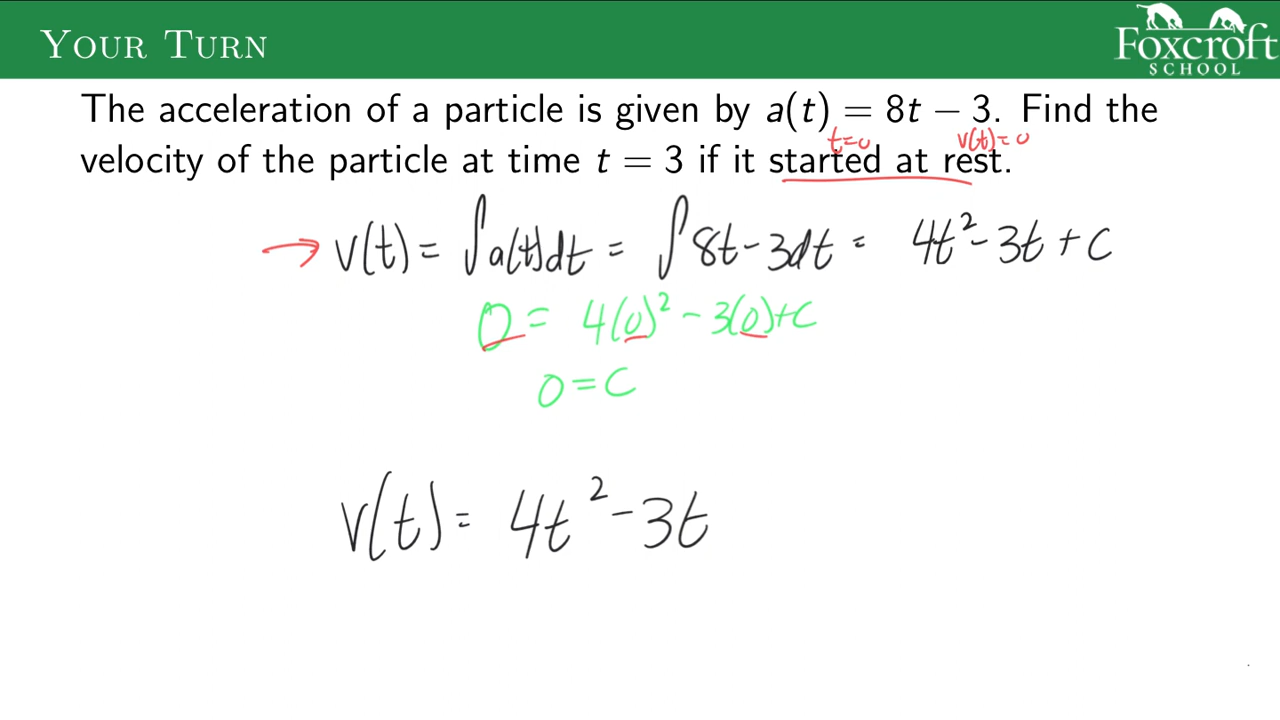 YOUR TURN
Foxcroft
SCHOOL
The acceleration of a particle is given by a(t) = 8t − 3. Find the
t=0 v(t)=0
velocity of the particle at time t = 3 if it started at rest.
→ v(t) = ∫a(t)dt = ∫8t-3dt = 4t²-3t+C
0 = 4(0)² - 3(0)+C
0=C
v(t) = 4t²-3t